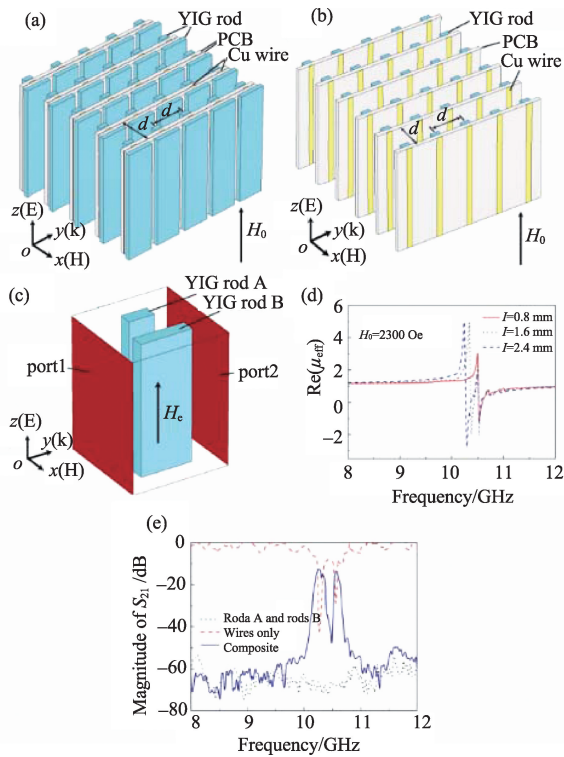 (a)
YIG rod
PCB
Cu wire
d
d
z(E)
y(k)
o
x(H)
H0
(b)
YIG rod
PCB
Cu wire
d
d
z(E)
y(k)
o
x(H)
H0
(c)
YIG rod A
YIG rod B
port1
port2
He
z(E)
y(k)
o
x(H)
(d)
H0=2300 Oe
I=0.8 mm
I=1.6 mm
I=2.4 mm
Re(μeff)
6
4
2
0
−2
8 9 10 11 12
Frequency/GHz
(e)
Magnitude of S21 /dB
0
−20
−40
−60
−80
Roda A and rods B
Wires only
Composite
8 9 10 11 12
Frequency/GHz